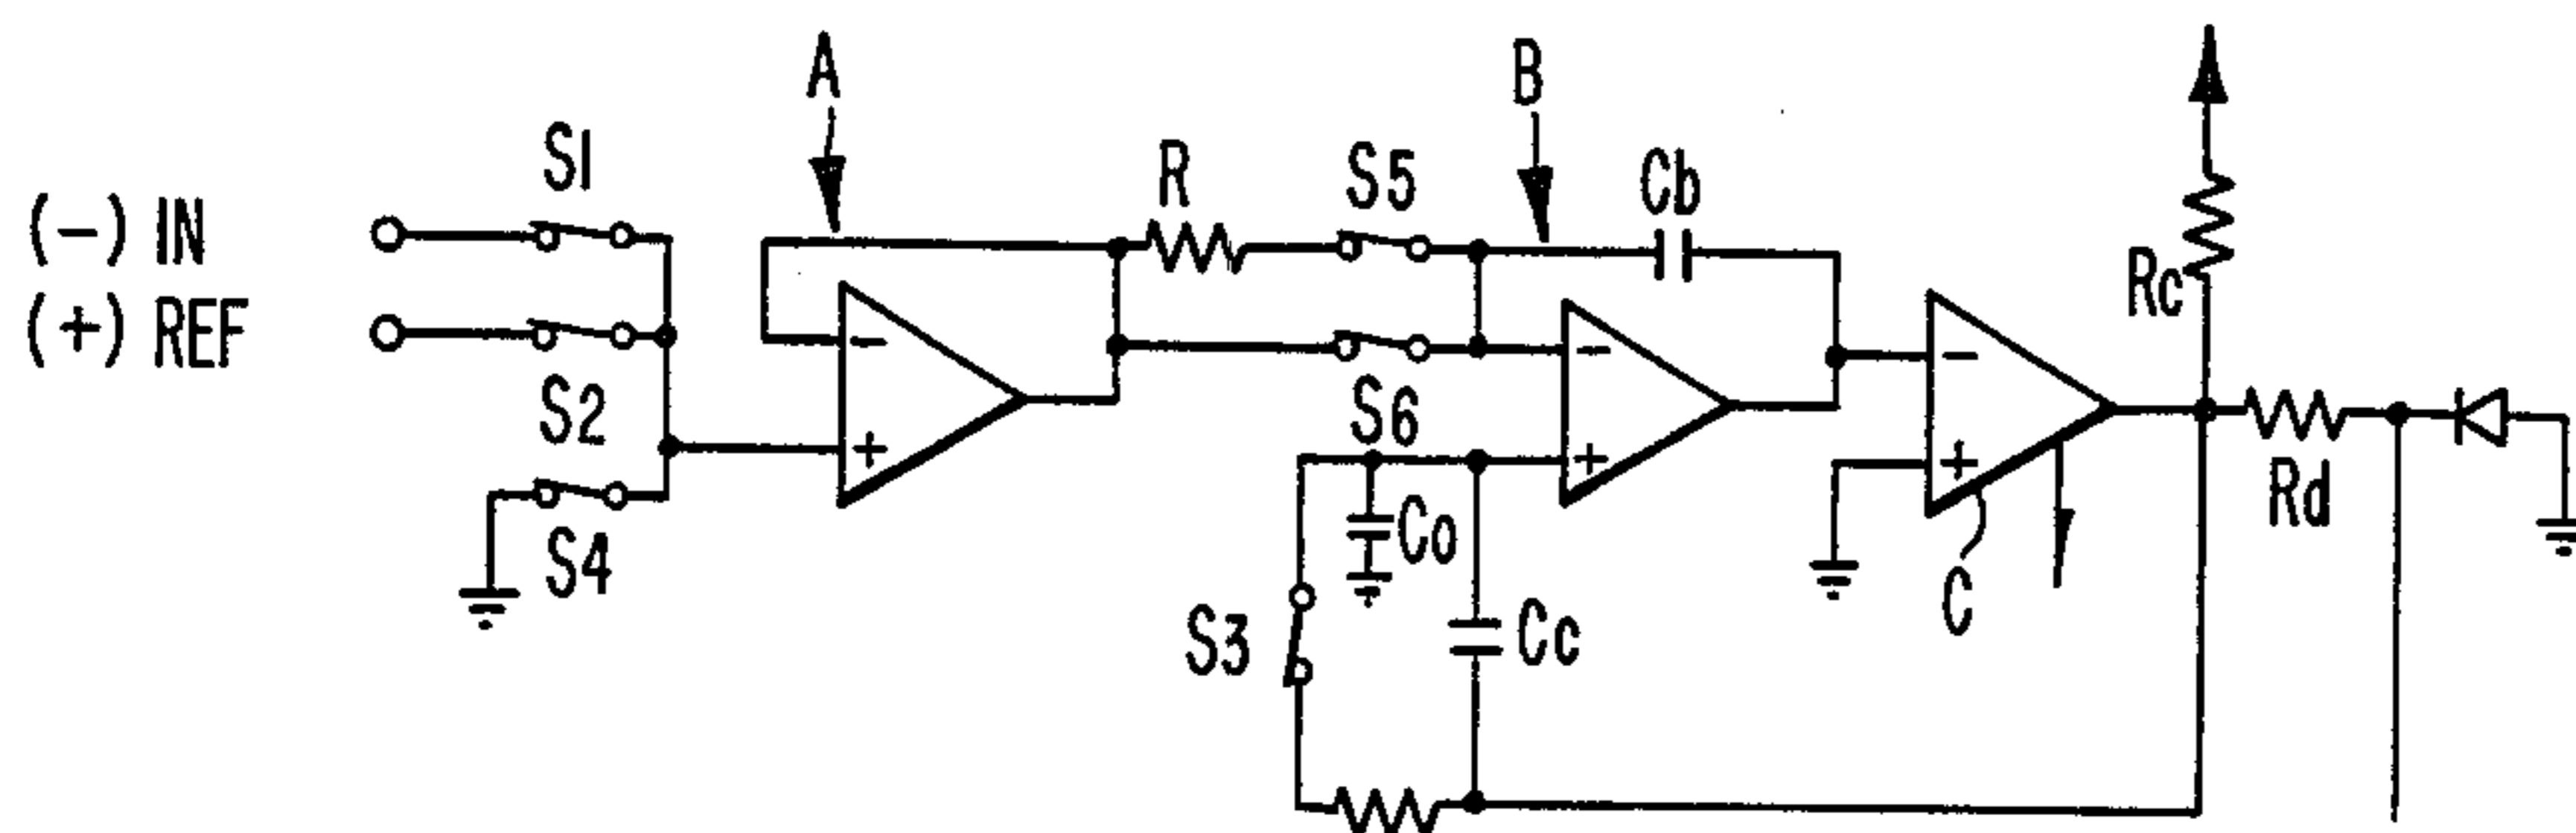 A
B
S1
R
S5
Cb
(-) IN
(+) REF
Rc
-
-
-
S2
S6
+
+
+
Rd
S4
Co
C
S3
Cc